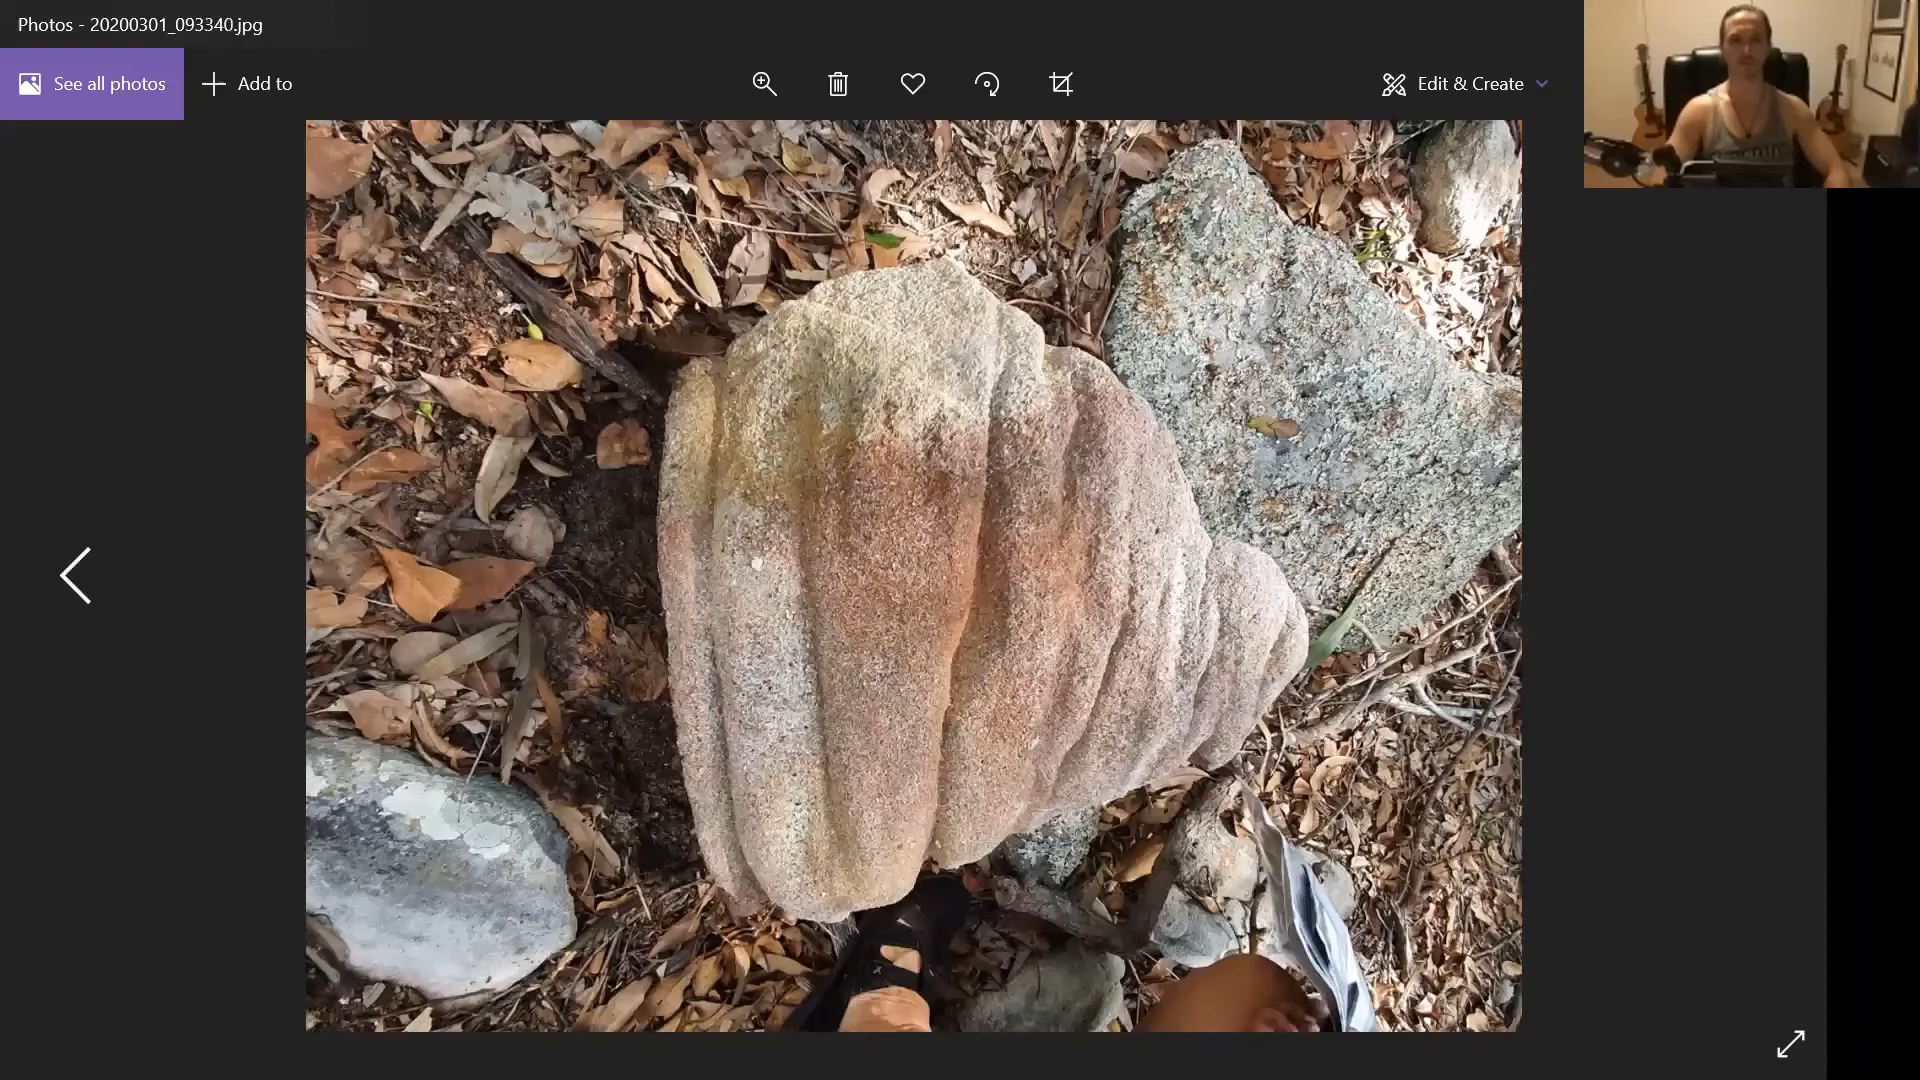 Photos - 20200301_093340.jpg
See all photos
Add to
Edit & Create